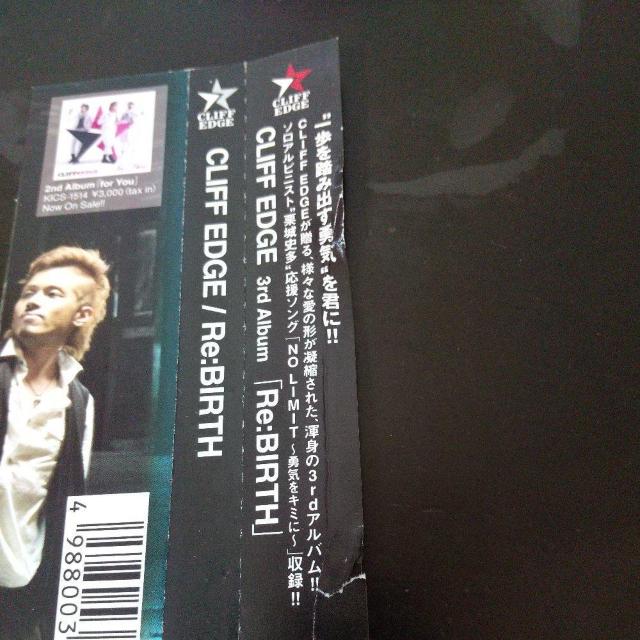 "一歩を踏み出す勇気"を君に!!
CLIFF EDGEが贈る、様々な愛の形が凝縮された、渾身の3rdアルバム!!
ソロアルピニスト"栗城史多"応援ソング「NO LIMIT～勇気をキミに～」収録!!
CLIFF EDGE 3rd Album「Re:BIRTH」
CLIFF EDGE
CLIFF EDGE / Re:BIRTH
CLIFF EDGE
2nd Album「for You」
KICS-1514 ¥3,000 (tax in)
Now On Sale!!
4 988003